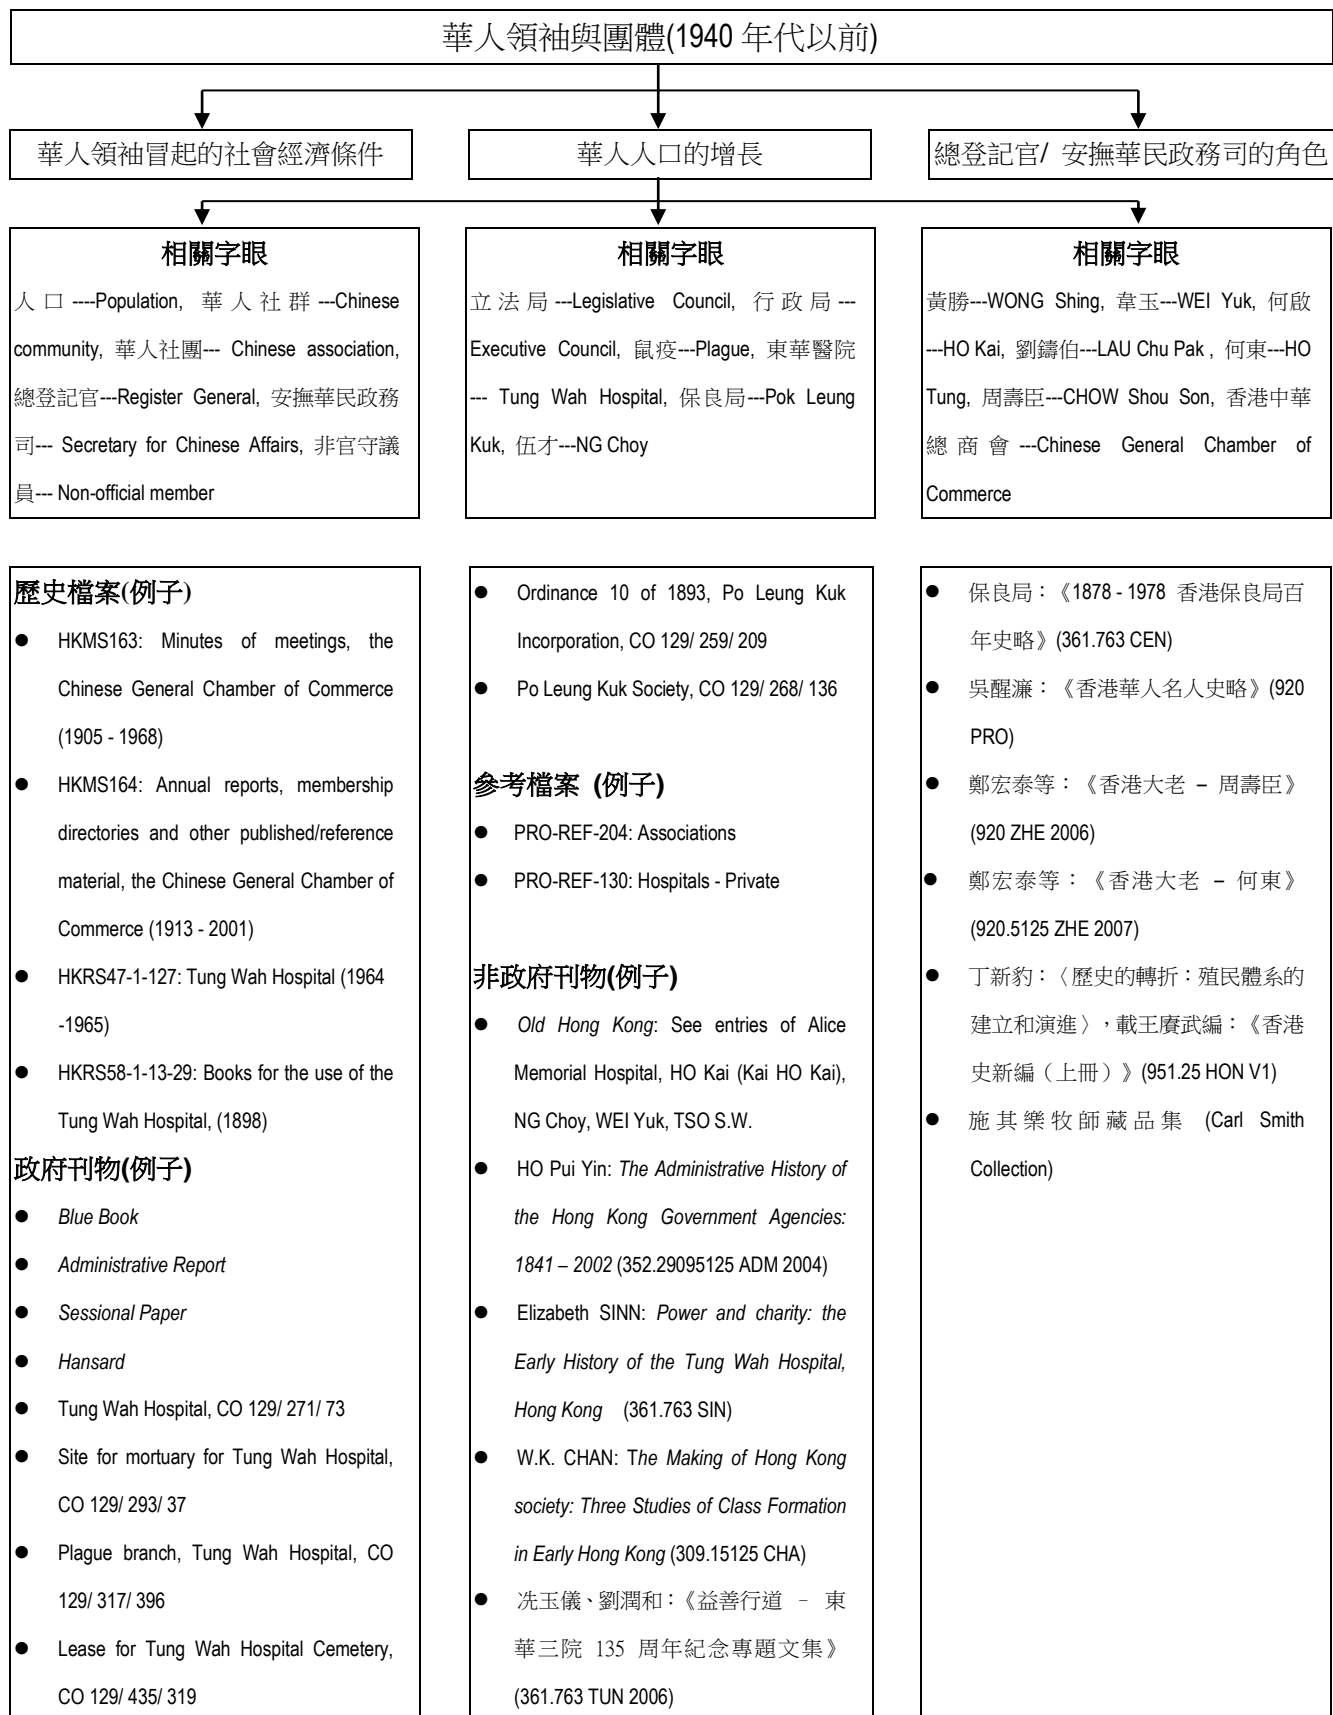 華人領袖與團體(1940 年代以前)
華人領袖冒起的社會經濟條件
華人人口的增長
總登記官/ 安撫華民政務司的角色
相關字眼
人口----Population, 華人社群---Chinese
community, 華人社團--- Chinese association,
總登記官---Register General, 安撫華民政務
司--- Secretary for Chinese Affairs, 非官守議
員--- Non-official member
相關字眼
立法局---Legislative Council, 行政局---
Executive Council, 鼠疫---Plague, 東華醫院
--- Tung Wah Hospital, 保良局---Pok Leung
Kuk, 伍才---NG Choy
相關字眼
黃勝---WONG Shing, 韋玉---WEI Yuk, 何啟
---HO Kai, 劉鑄伯---LAU Chu Pak , 何東---HO
Tung, 周壽臣---CHOW Shou Son, 香港中華
總商會---Chinese General Chamber of
Commerce
歷史檔案(例子)
● HKMS163: Minutes of meetings, the
Chinese General Chamber of Commerce
(1905 - 1968)
● HKMS164: Annual reports, membership
directories and other published/reference
material, the Chinese General Chamber of
Commerce (1913 - 2001)
● HKRS47-1-127: Tung Wah Hospital (1964
-1965)
● HKRS58-1-13-29: Books for the use of the
Tung Wah Hospital, (1898)
政府刊物(例子)
● Blue Book
● Administrative Report
● Sessional Paper
● Hansard
● Tung Wah Hospital, CO 129/ 271/ 73
● Site for mortuary for Tung Wah Hospital,
CO 129/ 293/ 37
● Plague branch, Tung Wah Hospital, CO
129/ 317/ 396
● Lease for Tung Wah Hospital Cemetery,
CO 129/ 435/ 319
● Ordinance 10 of 1893, Po Leung Kuk
Incorporation, CO 129/ 259/ 209
● Po Leung Kuk Society, CO 129/ 268/ 136
參考檔案 (例子)
● PRO-REF-204: Associations
● PRO-REF-130: Hospitals - Private
非政府刊物(例子)
● Old Hong Kong: See entries of Alice
Memorial Hospital, HO Kai (Kai HO Kai),
NG Choy, WEI Yuk, TSO S.W.
● HO Pui Yin: The Administrative History of
the Hong Kong Government Agencies:
1841 – 2002 (352.29095125 ADM 2004)
● Elizabeth SINN: Power and charity: the
Early History of the Tung Wah Hospital,
Hong Kong (361.763 SIN)
● W.K. CHAN: The Making of Hong Kong
society: Three Studies of Class Formation
in Early Hong Kong (309.15125 CHA)
● 冼玉儀、劉潤和：《益善行道 – 東
華三院 135 周年紀念專題文集》
(361.763 TUN 2006)
● 保良局：《1878 - 1978 香港保良局百
年史略》(361.763 CEN)
● 吳醒濂：《香港華人名人史略》(920
PRO)
● 鄭宏泰等：《香港大老 – 周壽臣》
(920 ZHE 2006)
● 鄭宏泰等：《香港大老 – 何東》
(920.5125 ZHE 2007)
● 丁新豹：〈歷史的轉折：殖民體系的
建立和演進〉，載王賡武編：《香港
史新編（上冊）》(951.25 HON V1)
● 施其樂牧師藏品集 (Carl Smith
Collection)